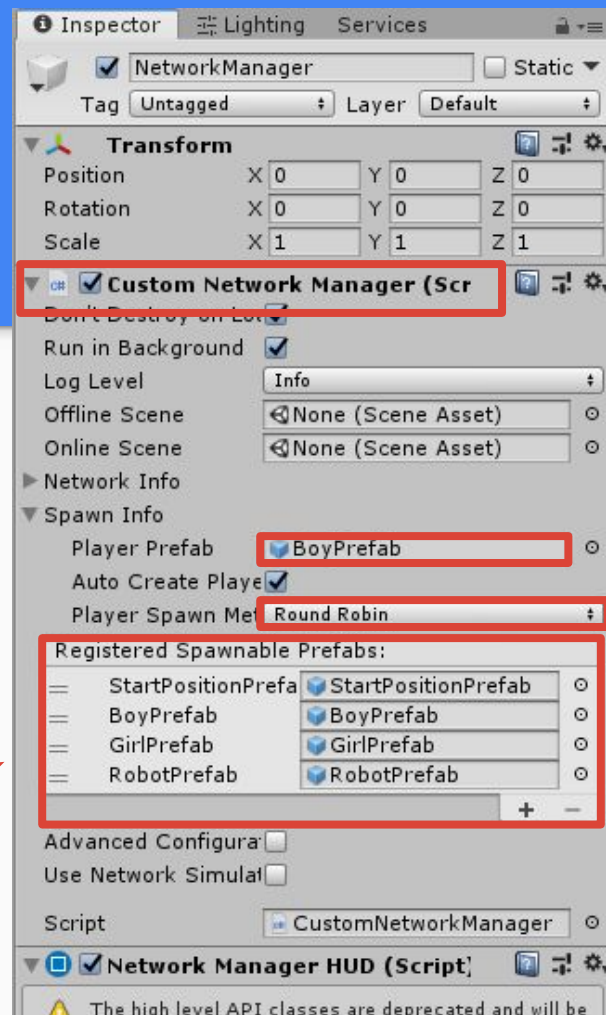 Inspector Lighting Services
NetworkManager Static
Tag Untagged Layer Default
Transform
Position X 0 Y 0 Z 0
Rotation X 0 Y 0 Z 0
Scale X 1 Y 1 Z 1
Custom Network Manager (Scr
Don't Destroy on Loa
Run in Background
Log Level Info
Offline Scene None (Scene Asset)
Online Scene None (Scene Asset)
Network Info
Spawn Info
Player Prefab BoyPrefab
Auto Create Playe
Player Spawn Met Round Robin
Registered Spawnable Prefabs:
StartPositionPrefa StartPositionPrefab
BoyPrefab BoyPrefab
GirlPrefab GirlPrefab
RobotPrefab RobotPrefab
+ −
Advanced Configura
Use Network Simulat
Script CustomNetworkManager
Network Manager HUD (Script)
The high level API classes are deprecated and will be